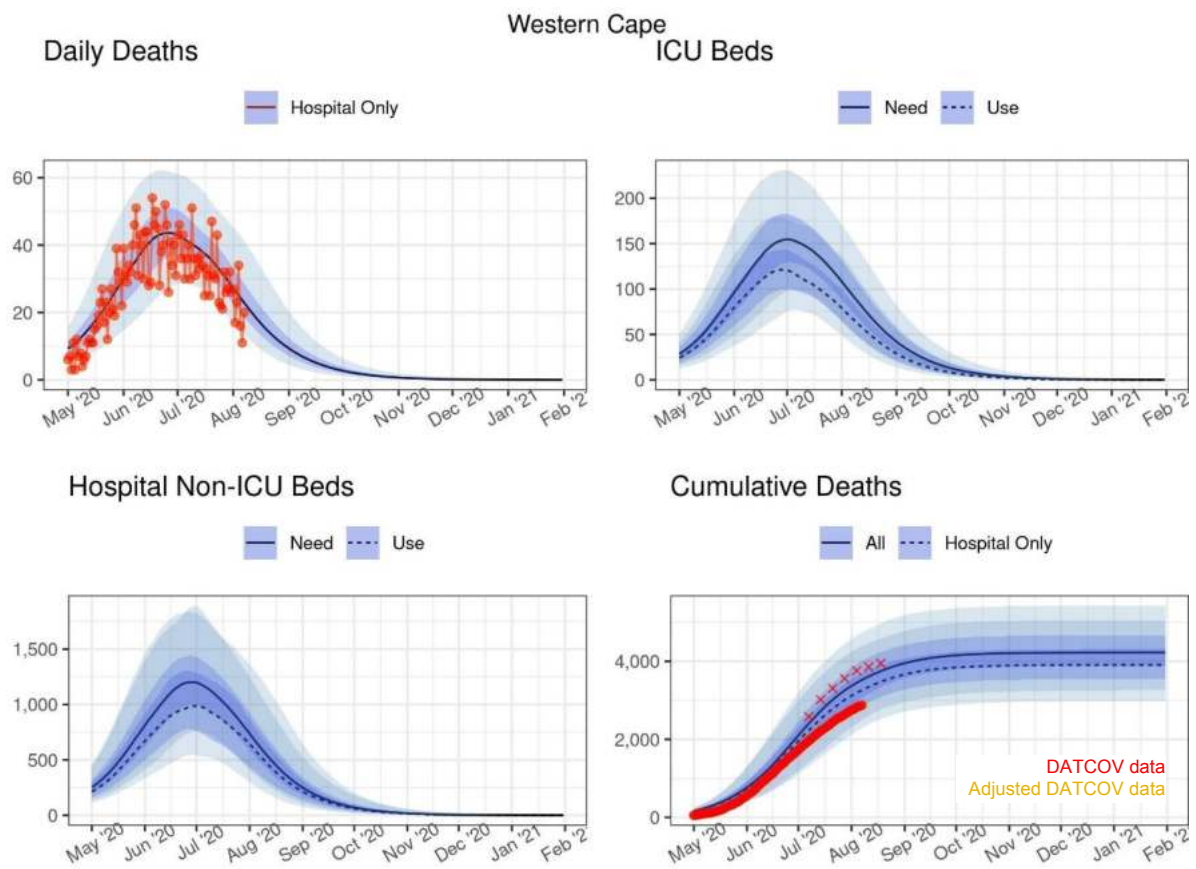 Western Cape
Daily Deaths
Hospital Only
60
40
20
0
May '20 Jun '20 Jul '20 Aug '20 Sep '20 Oct '20 Nov '20 Dec '20 Jan '21 Feb '2
ICU Beds
Need Use
200
150
100
50
0
May '20 Jun '20 Jul '20 Aug '20 Sep '20 Oct '20 Nov '20 Dec '20 Jan '21 Feb '2
Hospital Non-ICU Beds
Need Use
1,500
1,000
500
0
May '20 Jun '20 Jul '20 Aug '20 Sep '20 Oct '20 Nov '20 Dec '20 Jan '21 Feb '2
Cumulative Deaths
All Hospital Only
4,000
2,000
0
DATCOV data
Adjusted DATCOV data
May '20 Jun '20 Jul '20 Aug '20 Sep '20 Oct '20 Nov '20 Dec '20 Jan '21 Feb '2